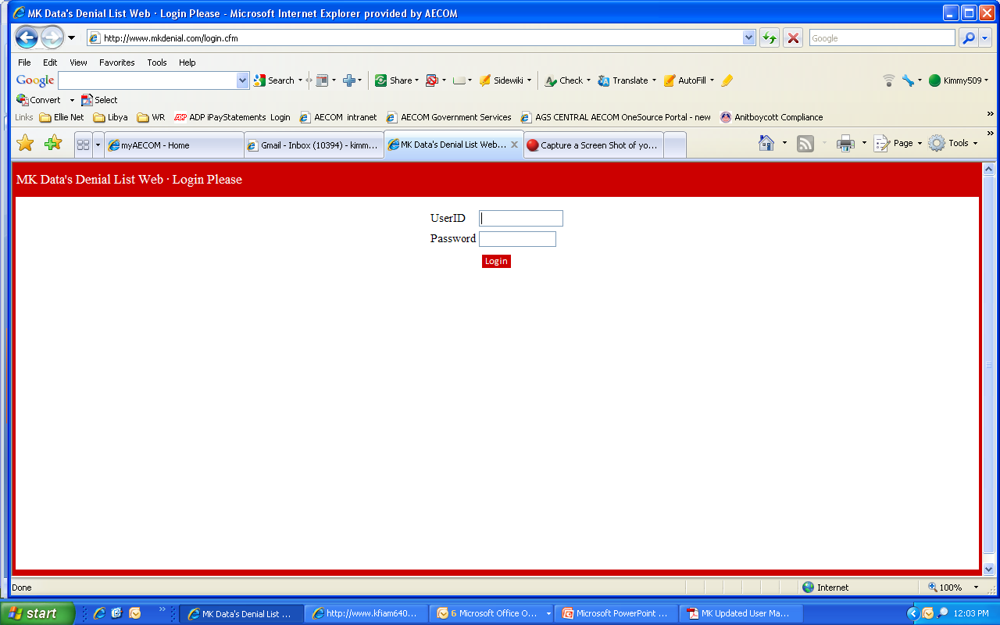 MK Data's Denial List Web · Login Please - Microsoft Internet Explorer provided by AECOM
http://www.mkdenial.com/login.cfm
Google
File Edit View Favorites Tools Help
Google Search Share Sidewiki Check Translate AutoFill Kimmy509
Convert Select
Links Ellie Net Libya WR ADP ADP iPayStatements Login AECOM intranet AECOM Government Services AGS CENTRAL AECOM OneSource Portal - new Anitboycott Compliance
myAECOM - Home Gmail - Inbox (10394) - kimm... MK Data's Denial List Web... Capture a Screen Shot of yo... Page Tools
MK Data's Denial List Web · Login Please
UserID
Password
Login
Done Internet 100%
start MK Data's Denial List ... http://www.kfiam640... 6 Microsoft Office O... Microsoft PowerPoint ... MK Updated User Ma... 12:03 PM